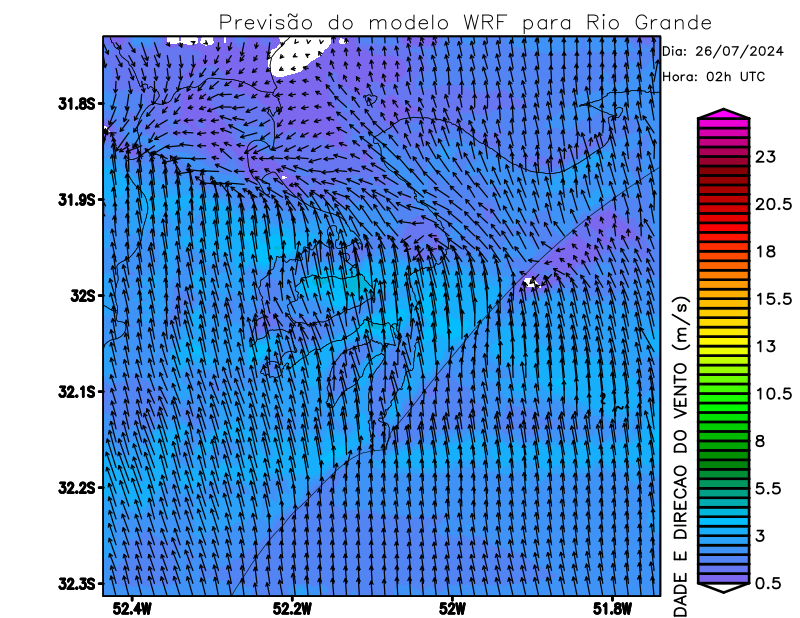 Previsão do modelo WRF para Rio Grande
Dia: 26/07/2024
Hora: 02h UTC
31.8S
31.9S
32S
32.1S
32.2S
32.3S
52.4W
52.2W
52W
51.8W
23
20.5
18
15.5
13
10.5
8
5.5
3
0.5
DADE E DIRECAO DO VENTO (m/s)